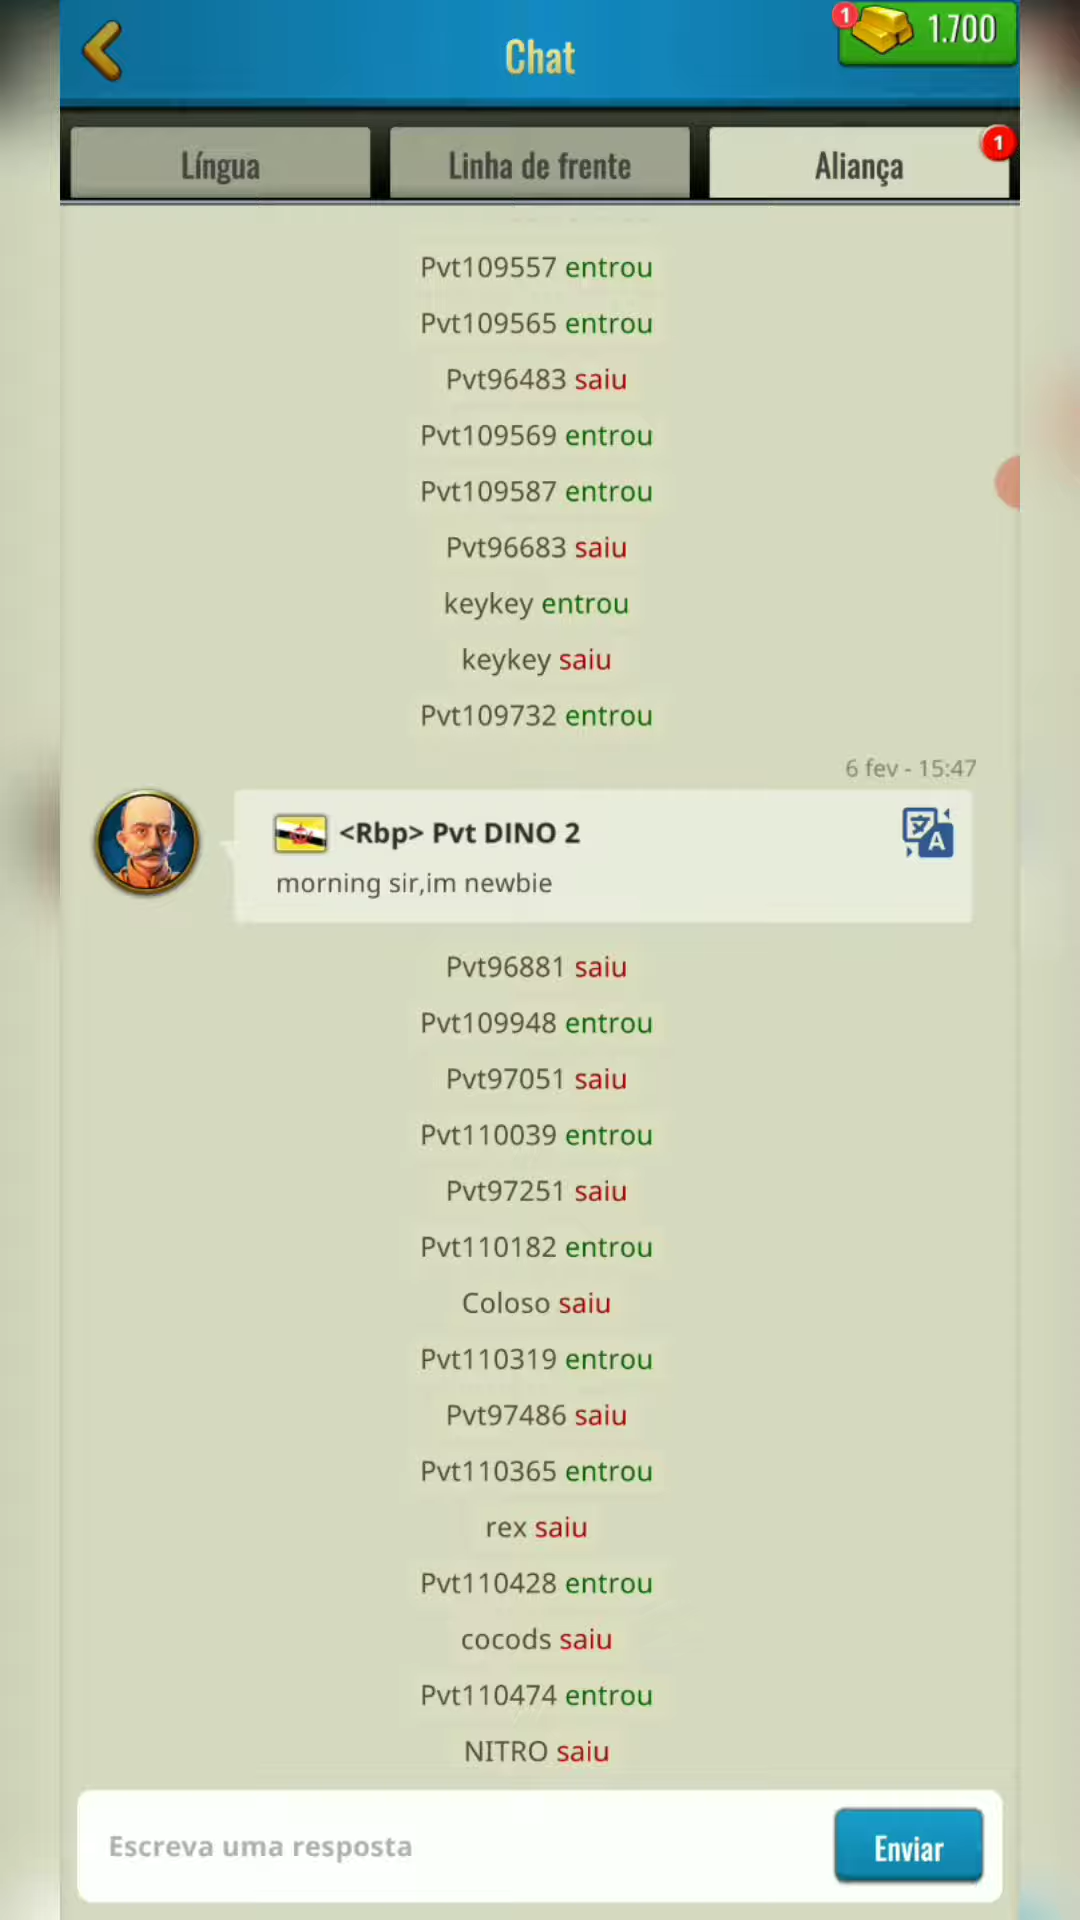 Chat
1
1.700
Língua
Linha de frente
Aliança
1
Pvt109557 entrou
Pvt109565 entrou
Pvt96483 saiu
Pvt109569 entrou
Pvt109587 entrou
Pvt96683 saiu
keykey entrou
keykey saiu
Pvt109732 entrou
6 fev - 15:47
<Rbp> Pvt DINO 2
morning sir,im newbie
Pvt96881 saiu
Pvt109948 entrou
Pvt97051 saiu
Pvt110039 entrou
Pvt97251 saiu
Pvt110182 entrou
Coloso saiu
Pvt110319 entrou
Pvt97486 saiu
Pvt110365 entrou
rex saiu
Pvt110428 entrou
cocods saiu
Pvt110474 entrou
NITRO saiu
Escreva uma resposta
Enviar